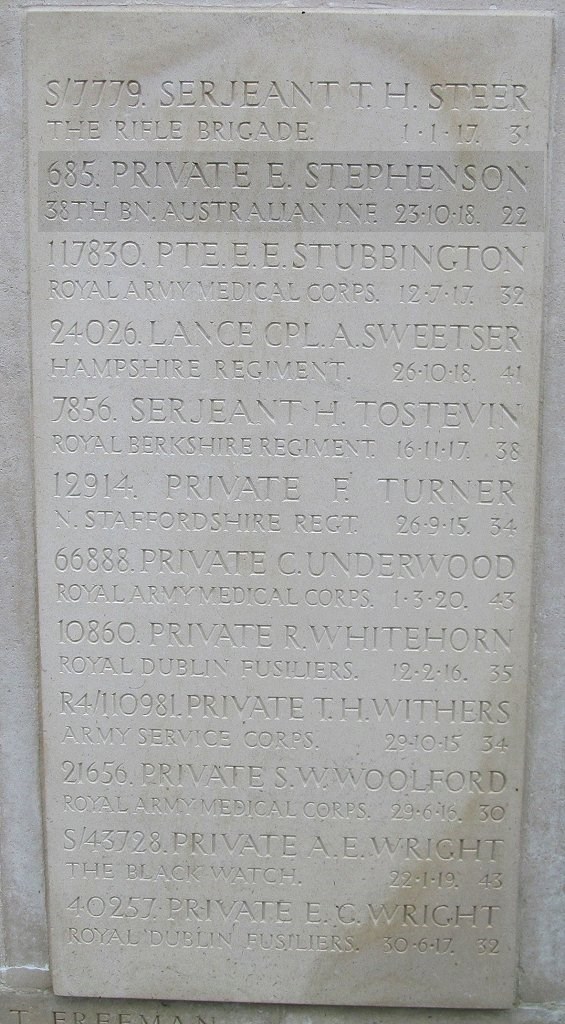 S/7779. SERJEANT T. H. STEER
THE RIFLE BRIGADE. 1·1·17. 31
685. PRIVATE E. STEPHENSON
38TH BN. AUSTRALIAN INF. 23·10·18. 22
117830. PTE. E. E. STUBBINGTON
ROYAL ARMY MEDICAL CORPS. 12·7·17. 32
24026. LANCE CPL. A. SWEETSER
HAMPSHIRE REGIMENT. 26·10·18. 41
7856. SERJEANT H. TOSTEVIN
ROYAL BERKSHIRE REGIMENT. 16·11·17. 38
12914. PRIVATE F. TURNER
N. STAFFORDSHIRE REGT. 26·9·15. 34
66888. PRIVATE C. UNDERWOOD
ROYAL ARMY MEDICAL CORPS. 1·3·20. 43
10860. PRIVATE R. WHITEHORN
ROYAL DUBLIN FUSILIERS. 12·2·16. 35
R4/110981. PRIVATE T. H. WITHERS
ARMY SERVICE CORPS. 29·10·15 34
21656. PRIVATE S. W. WOOLFORD
ROYAL ARMY MEDICAL CORPS. 29·6·16. 30
S/43728. PRIVATE A. E. WRIGHT
THE BLACK WATCH. 22·1·19. 43
40257. PRIVATE E. G. WRIGHT
ROYAL DUBLIN FUSILIERS. 30·6·17. 32
T. FREEMAN